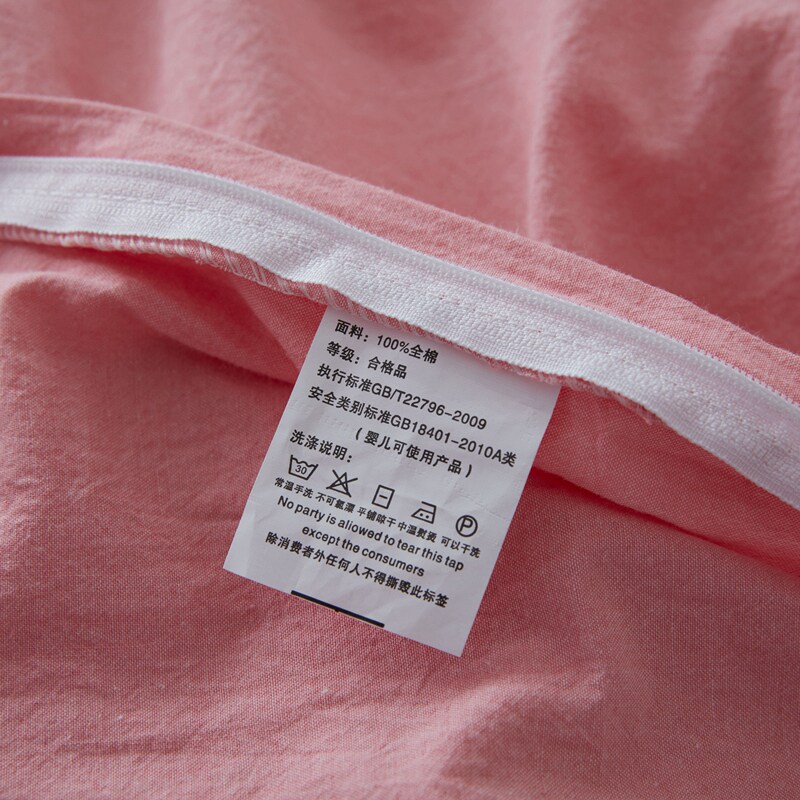 面料：100%全棉
等级：合格品
执行标准GB/T22796-2009
安全类别标准GB18401-2010A类
（婴儿可使用产品）
洗涤说明：
30 P
常温手洗 不可氯漂 平铺晾干 中温熨烫 可以干洗
No party is allowed to tear this tap
except the consumers
除消费者外任何人不得撕毁此标签